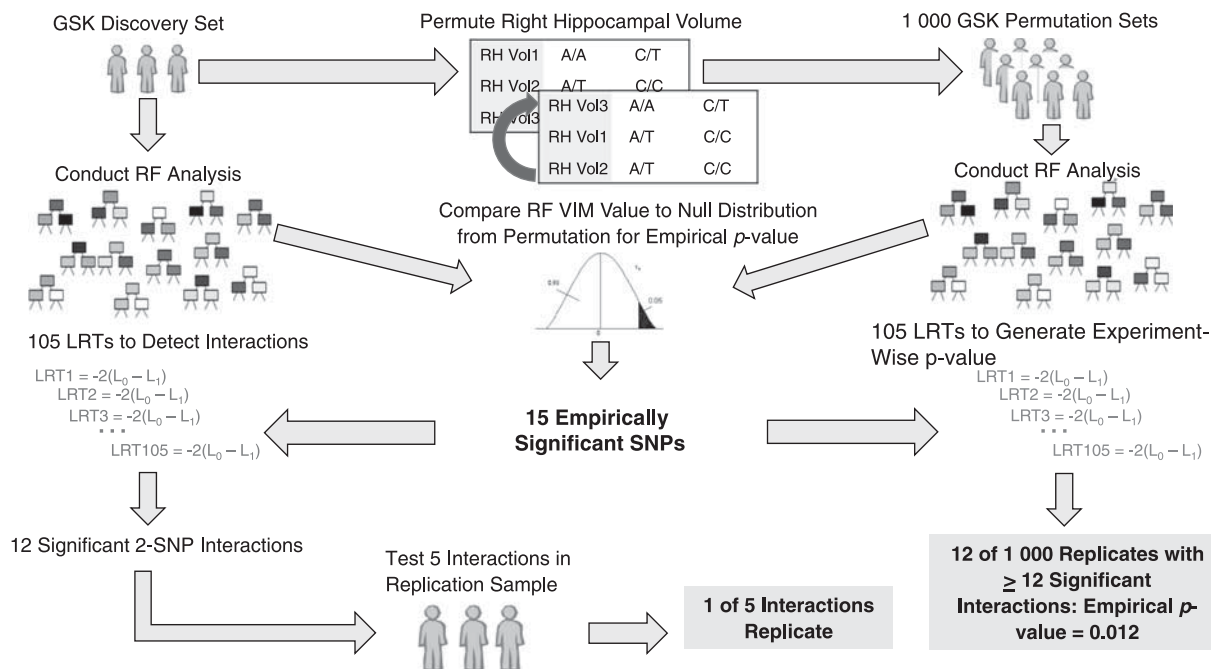 GSK Discovery Set
Permute Right Hippocampal Volume
1 000 GSK Permutation Sets
RH Vol1 A/A C/T
RH Vol2 A/T C/C
RH Vol3
RH Vol3 A/A C/T
RH Vol1 A/T C/C
RH Vol2 A/T C/C
Conduct RF Analysis
Conduct RF Analysis
Compare RF VIM Value to Null Distribution
from Permutation for Empirical p-value
0.95
0.05
0
105 LRTs to Detect Interactions
LRT1 = -2(L₀ – L₁)
LRT2 = -2(L₀ – L₁)
LRT3 = -2(L₀ – L₁)
...
LRT105 = -2(L₀ – L₁)
15 Empirically
Significant SNPs
105 LRTs to Generate Experiment-
Wise p-value
LRT1 = -2(L₀ – L₁)
LRT2 = -2(L₀ – L₁)
LRT3 = -2(L₀ – L₁)
...
LRT105 = -2(L₀ – L₁)
12 Significant 2-SNP Interactions
Test 5 Interactions in
Replication Sample
1 of 5 Interactions
Replicate
12 of 1 000 Replicates with
≥ 12 Significant
Interactions: Empirical p-
value = 0.012